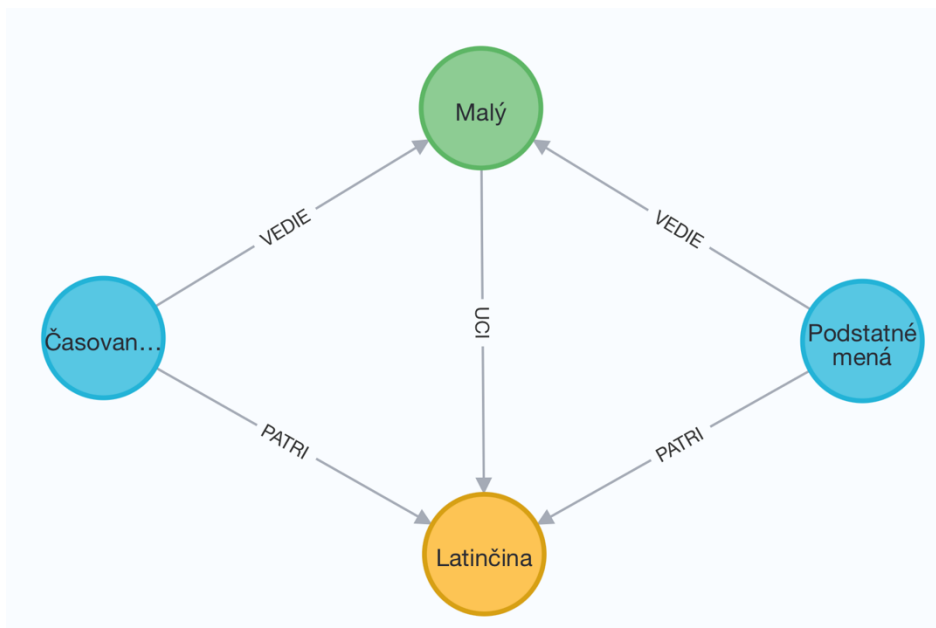 Malý
VEDIE
VEDIE
UCI
Časovan…
Podstatné
mená
PATRI
PATRI
Latinčina